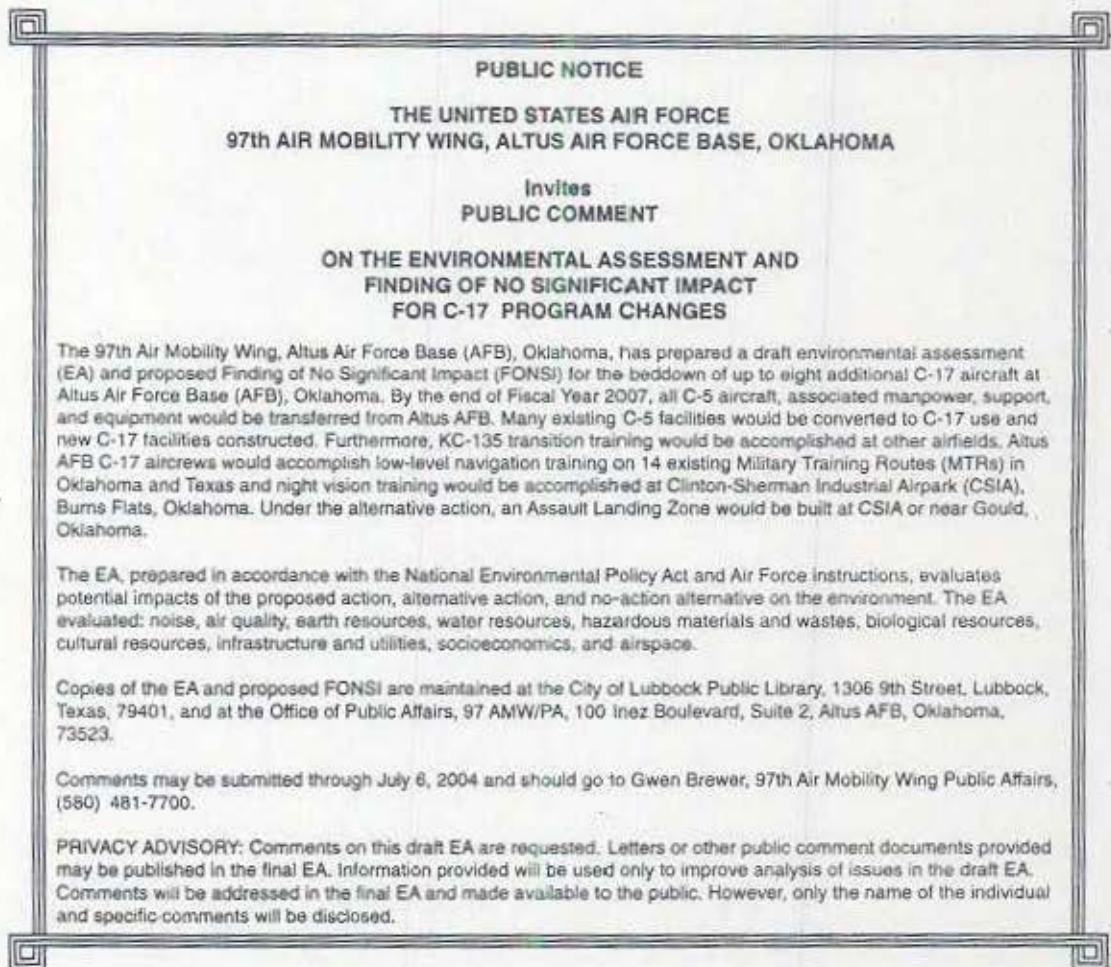 PUBLIC NOTICE
THE UNITED STATES AIR FORCE
97th AIR MOBILITY WING, ALTUS AIR FORCE BASE, OKLAHOMA
Invites
PUBLIC COMMENT
ON THE ENVIRONMENTAL ASSESSMENT AND
FINDING OF NO SIGNIFICANT IMPACT
FOR C-17 PROGRAM CHANGES
The 97th Air Mobility Wing, Altus Air Force Base (AFB), Oklahoma, has prepared a draft environmental assessment
(EA) and proposed Finding of No Significant Impact (FONSI) for the beddown of up to eight additional C-17 aircraft at
Altus Air Force Base (AFB), Oklahoma. By the end of Fiscal Year 2007, all C-5 aircraft, associated manpower, support,
and equipment would be transferred from Altus AFB. Many existing C-5 facilities would be converted to C-17 use and
new C-17 facilities constructed. Furthermore, KC-135 transition training would be accomplished at other airfields. Altus
AFB C-17 aircrews would accomplish low-level navigation training on 14 existing Military Training Routes (MTRs) in
Oklahoma and Texas and night vision training would be accomplished at Clinton-Sherman Industrial Airpark (CSIA),
Burns Flats, Oklahoma. Under the alternative action, an Assault Landing Zone would be built at CSIA or near Gould,
Oklahoma.
The EA, prepared in accordance with the National Environmental Policy Act and Air Force instructions, evaluates
potential impacts of the proposed action, alternative action, and no-action alternative on the environment. The EA
evaluated: noise, air quality, earth resources, water resources, hazardous materials and wastes, biological resources,
cultural resources, infrastructure and utilities, socioeconomics, and airspace.
Copies of the EA and proposed FONSI are maintained at the City of Lubbock Public Library, 1306 9th Street, Lubbock,
Texas, 79401, and at the Office of Public Affairs, 97 AMW/PA, 100 Inez Boulevard, Suite 2, Altus AFB, Oklahoma,
73523.
Comments may be submitted through July 6, 2004 and should go to Gwen Brewer, 97th Air Mobility Wing Public Affairs,
(580) 481-7700.
PRIVACY ADVISORY: Comments on this draft EA are requested. Letters or other public comment documents provided
may be published in the final EA. Information provided will be used only to improve analysis of issues in the draft EA.
Comments will be addressed in the final EA and made available to the public. However, only the name of the individual
and specific comments will be disclosed.